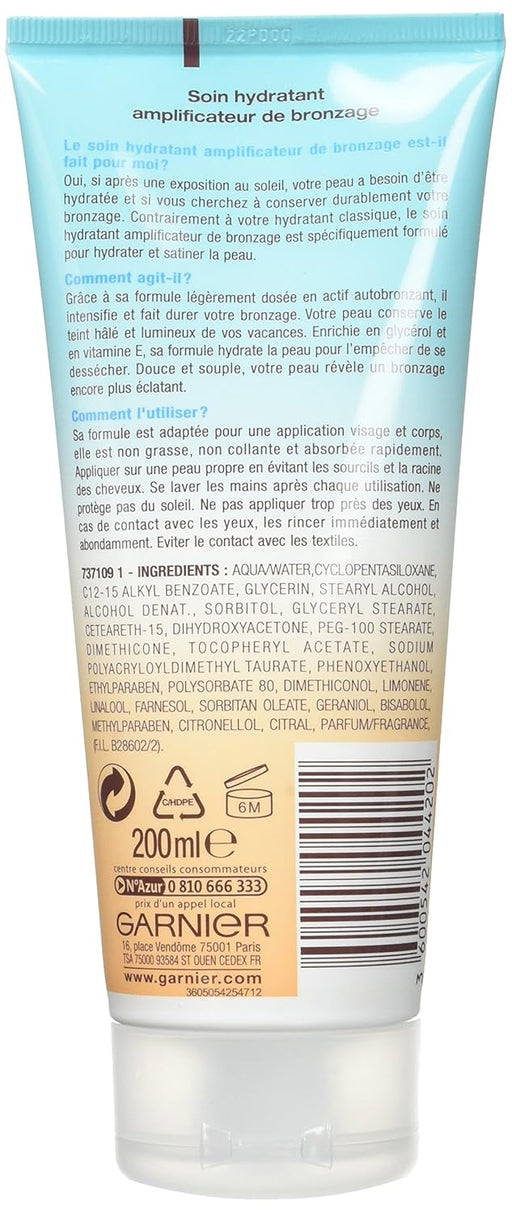 22P000
Soin hydratant
amplificateur de bronzage
Le soin hydratant amplificateur de bronzage est-il
fait pour moi?
Oui, si après une exposition au soleil, votre peau a besoin d'être
hydratée et si vous cherchez à conserver durablement votre
bronzage. Contrairement à votre hydratant classique, le soin
hydratant amplificateur de bronzage est spécifiquement formulé
pour hydrater et satiner la peau.
Comment agit-il?
Grâce à sa formule légèrement dosée en actif autobronzant, il
intensifie et fait durer votre bronzage. Votre peau conserve le
teint hâlé et lumineux de vos vacances. Enrichie en glycérol et
en vitamine E, sa formule hydrate la peau pour l'empêcher de se
dessécher. Douce et souple, votre peau révèle un bronzage
encore plus éclatant.
Comment l'utiliser?
Sa formule est adaptée pour une application visage et corps,
elle est non grasse, non collante et absorbée rapidement.
Appliquer sur une peau propre en évitant les sourcils et la racine
des cheveux. Se laver les mains après chaque utilisation. Ne
protège pas du soleil. Ne pas appliquer trop près des yeux. En
cas de contact avec les yeux, les rincer immédiatement et
abondamment. Eviter le contact avec les textiles.
737109 1 - INGREDIENTS : AQUA/WATER,CYCLOPENTASILOXANE,
C12-15 ALKYL BENZOATE, GLYCERIN, STEARYL ALCOHOL,
ALCOHOL DENAT., SORBITOL, GLYCERYL STEARATE,
CETEARETH-15, DIHYDROXYACETONE, PEG-100 STEARATE,
DIMETHICONE, TOCOPHERYL ACETATE, SODIUM
POLYACRYLOYLDIMETHYL TAURATE, PHENOXYETHANOL,
ETHYLPARABEN, POLYSORBATE 80, DIMETHICONOL, LIMONENE,
LINALOOL, FARNESOL, SORBITAN OLEATE, GERANIOL, BISABOLOL,
METHYLPARABEN, CITRONELLOL, CITRAL, PARFUM/FRAGRANCE,
(F.I.L. B28602/2).
C/HDPE
6M
200ml e
centre conseils consommateurs
N°Azur 0 810 666 333
prix d'un appel local
GARNIER
16, place Vendôme 75001 Paris
TSA 75000 93584 ST OUEN CEDEX FR
www.garnier.com
3605054254712
3 600542 044202